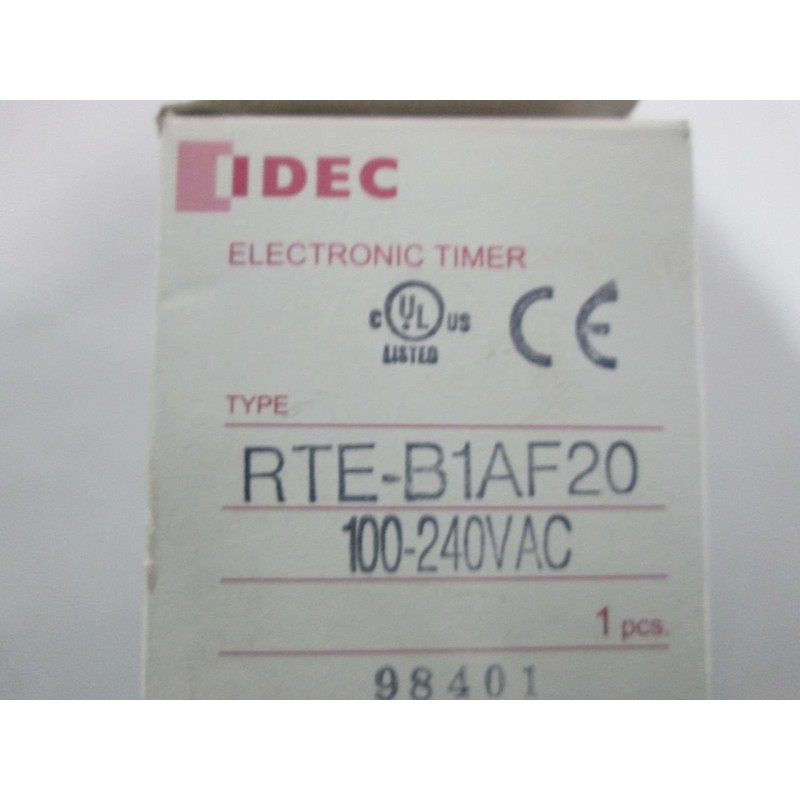 IDEC
ELECTRONIC TIMER
C UL US
LISTED
CE
TYPE
RTE-B1AF20
100-240VAC
1 pcs.
98401